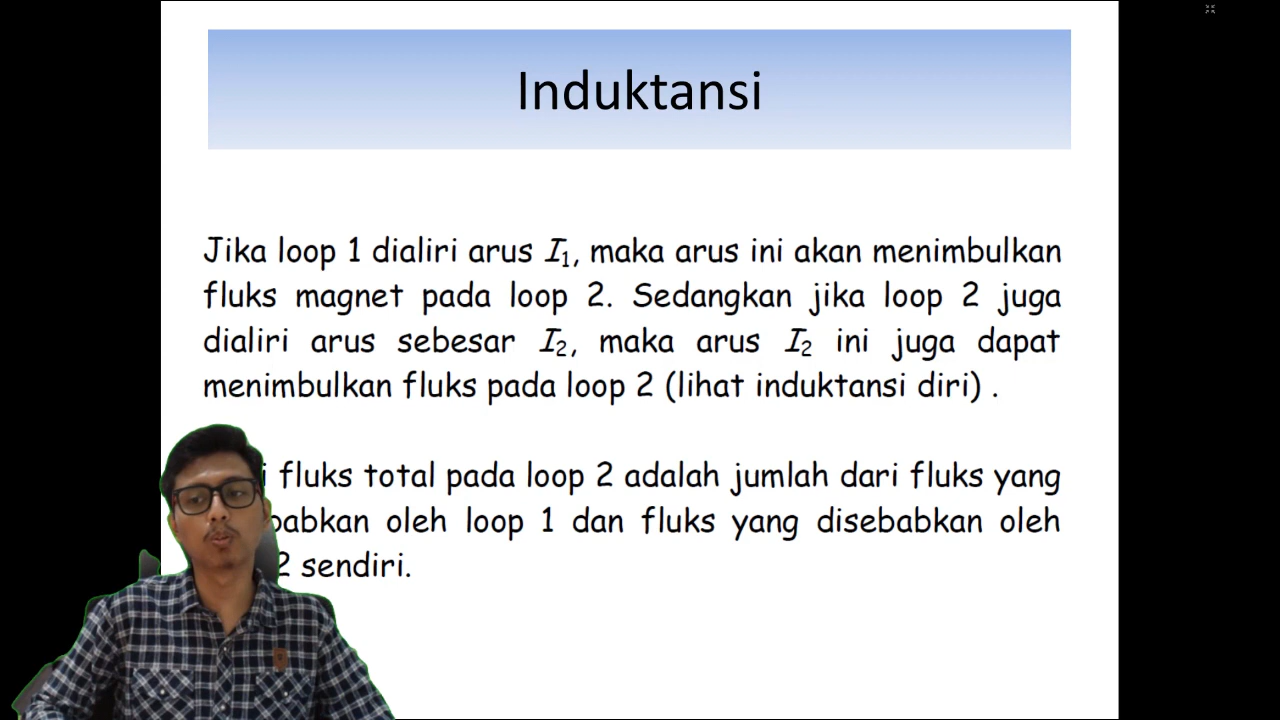 Induktansi
Jika loop 1 dialiri arus I₁, maka arus ini akan menimbulkan
fluks magnet pada loop 2. Sedangkan jika loop 2 juga
dialiri arus sebesar I₂, maka arus I₂ ini juga dapat
menimbulkan fluks pada loop 2 (lihat induktansi diri) .
fluks total pada loop 2 adalah jumlah dari fluks yang
oleh loop 1 dan fluks yang disebabkan oleh
2 sendiri.